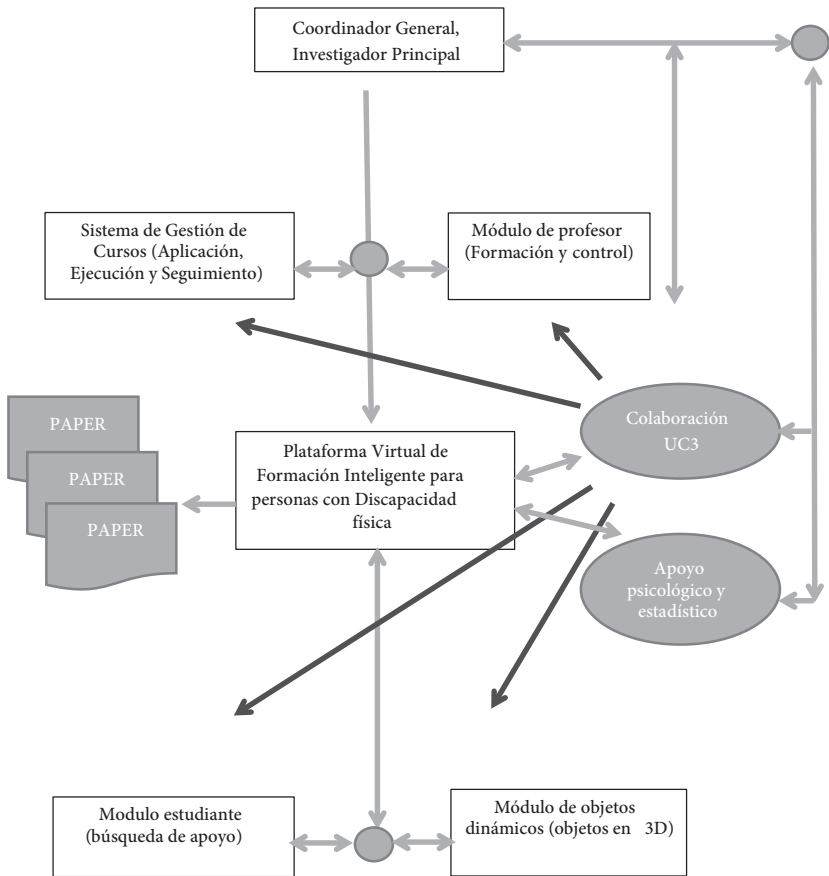 Coordinador General,
Investigador Principal
Sistema de Gestión de
Cursos (Aplicación,
Ejecución y Seguimiento)
Módulo de profesor
(Formación y control)
PAPER
PAPER
PAPER
Plataforma Virtual de
Formación Inteligente para
personas con Discapacidad
física
Colaboración
UC3
Apoyo
psicológico y
estadístico
Modulo estudiante
(búsqueda de apoyo)
Módulo de objetos
dinámicos (objetos en 3D)